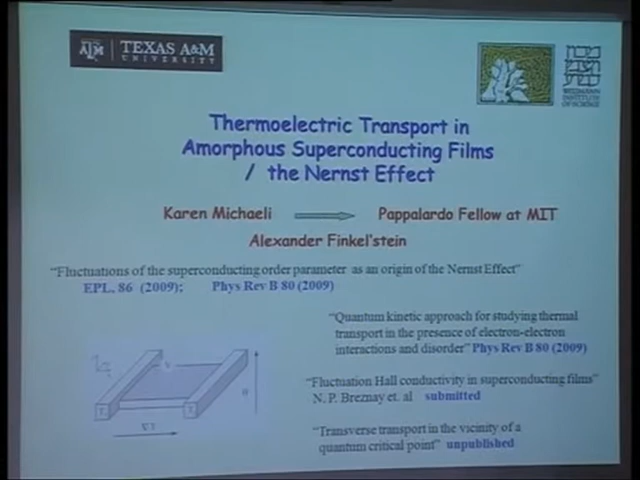 TEXAS A&M
UNIVERSITY
WEIZMANN
INSTITUTE
OF SCIENCE
Thermoelectric Transport in
Amorphous Superconducting Films
/ the Nernst Effect
Karen Michaeli
Pappalardo Fellow at MIT
Alexander Finkel'stein
"Fluctuations of the superconducting order parameter as an origin of the Nernst Effect"
EPL. 86 (2009); Phys Rev B 80 (2009)
"Quantum kinetic approach for studying thermal
transport in the presence of electron-electron
interactions and disorder" Phys Rev B 80 (2009)
"Fluctuation Hall conductivity in superconducting films"
N. P. Breznay et. al submitted
"Transverse transport in the vicinity of a
quantum critical point" unpublished
∇T